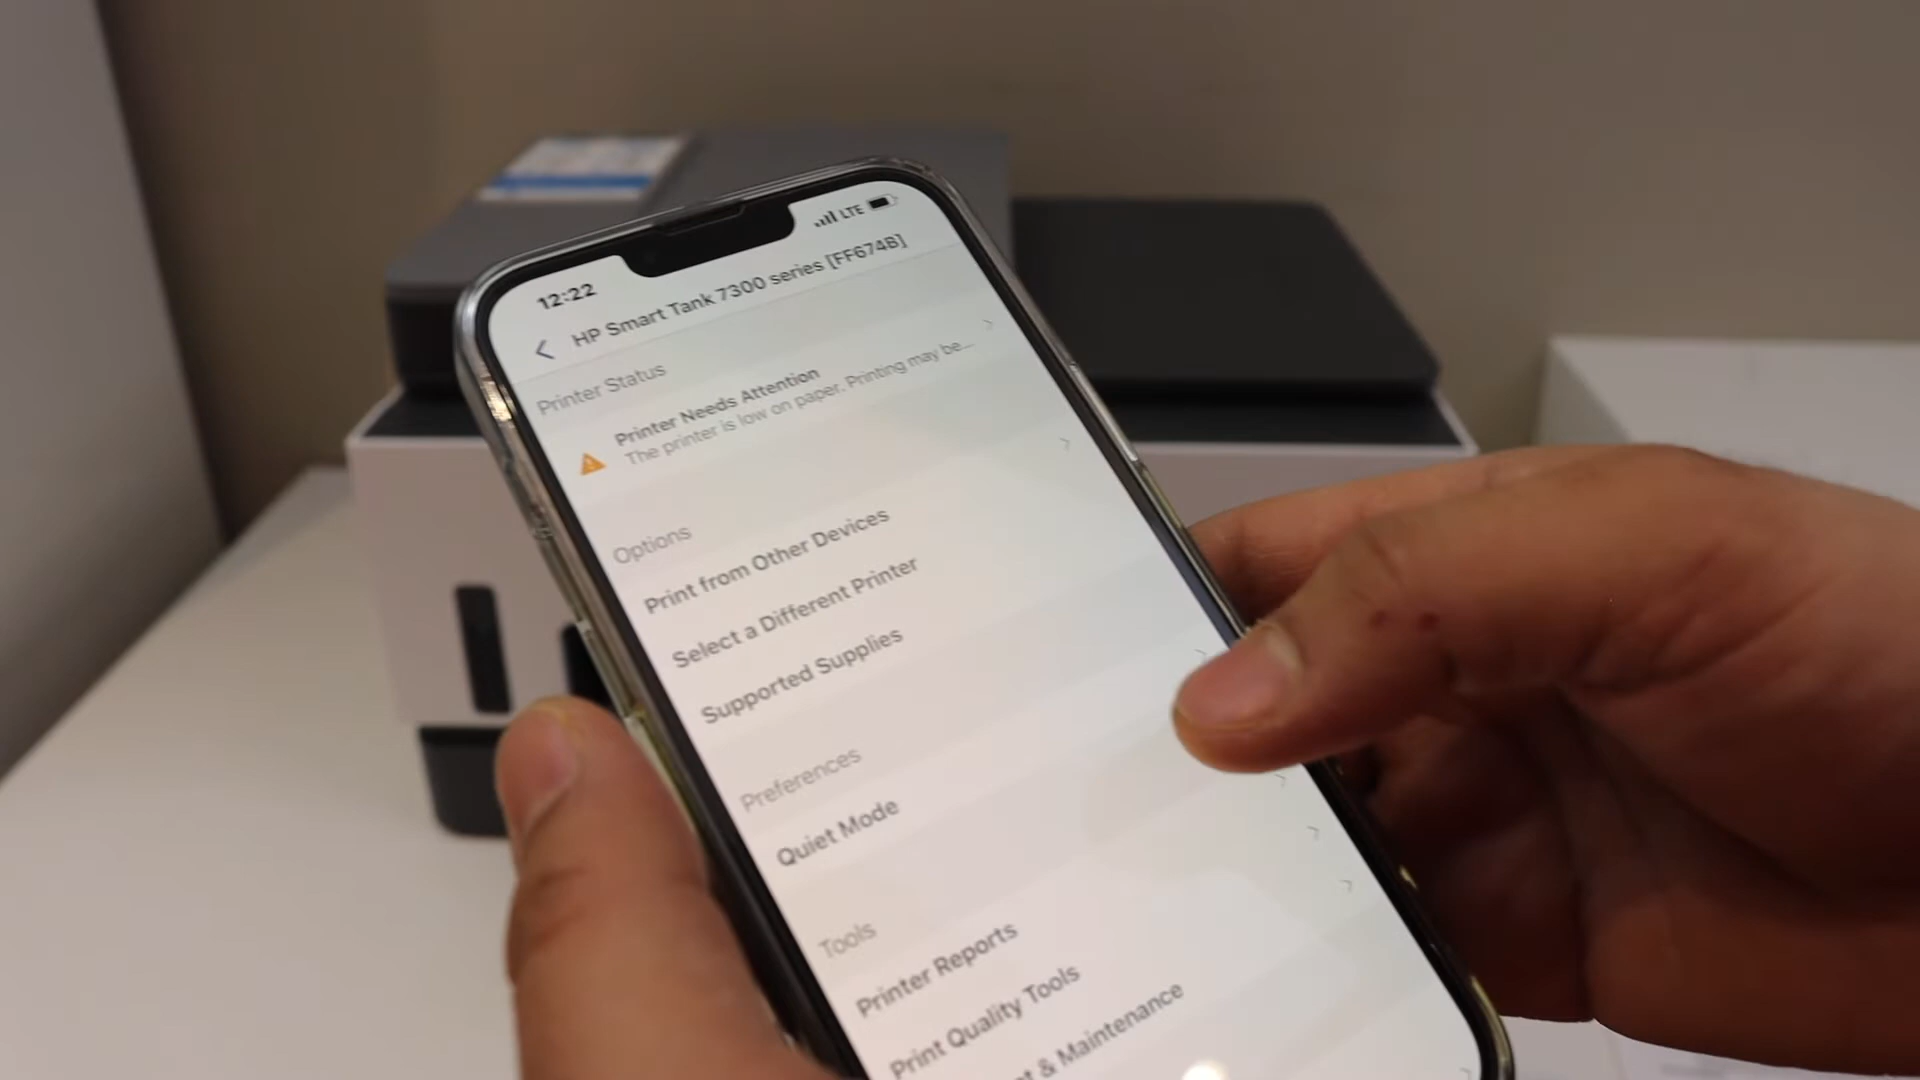 12:22
LTE
HP Smart Tank 7300 series [FF674B]
Printer Status
Printer Needs Attention
The printer is low on paper. Printing may be...
Options
Print from Other Devices
Select a Different Printer
Supported Supplies
Preferences
Quiet Mode
Tools
Printer Reports
Print Quality Tools
& Maintenance